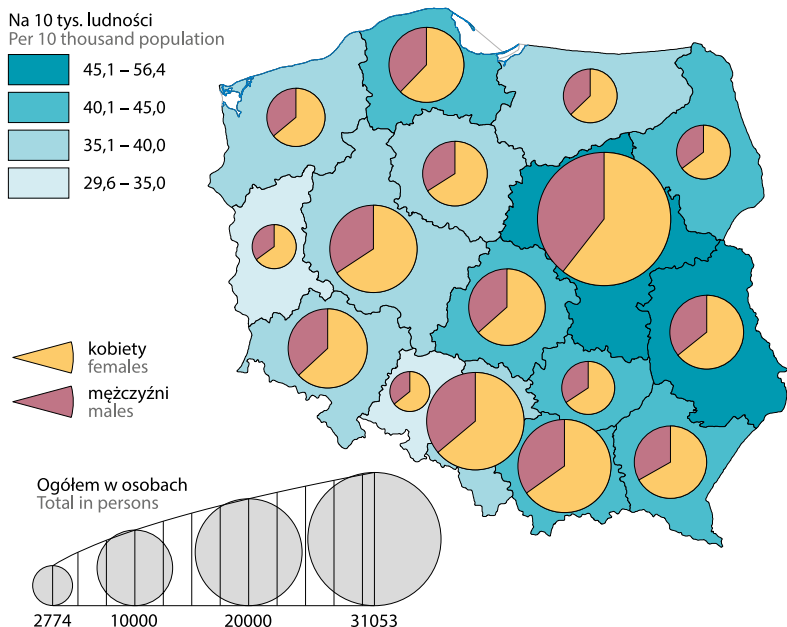 Na 10 tys. ludności
Per 10 thousand population
45,1 – 56,4
40,1 – 45,0
35,1 – 40,0
29,6 – 35,0
kobiety
females
mężczyźni
males
Ogółem w osobach
Total in persons
2774 10000 20000 31053